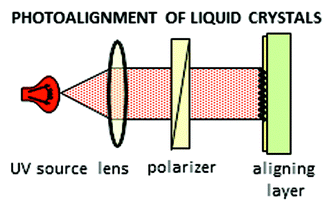 PHOTOALIGNMENT OF LIQUID CRYSTALS
UV source lens polarizer aligning
layer